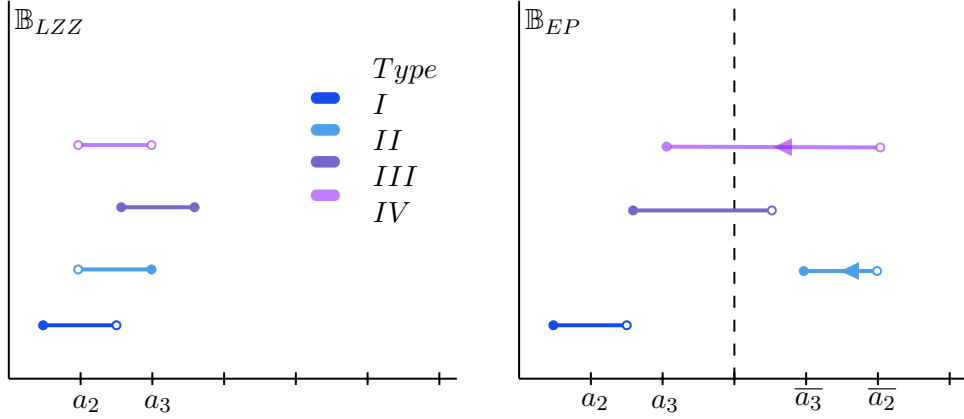 𝔹_{LZZ}
Type
I
II
III
IV
a_2 a_3
𝔹_{EP}
a_2 a_3 \overline{a_3} \overline{a_2}